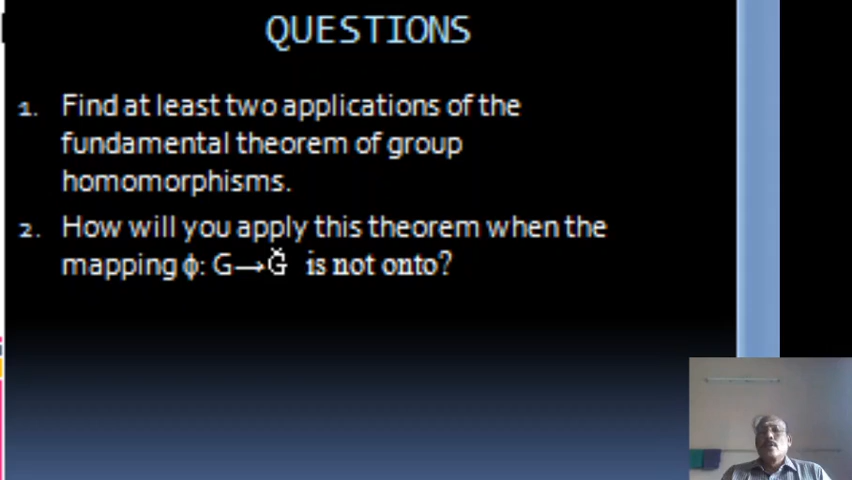 QUESTIONS
1. Find at least two applications of the
fundamental theorem of group
homomorphisms.
2. How will you apply this theorem when the
mapping ϕ: G→Ğ is not onto?